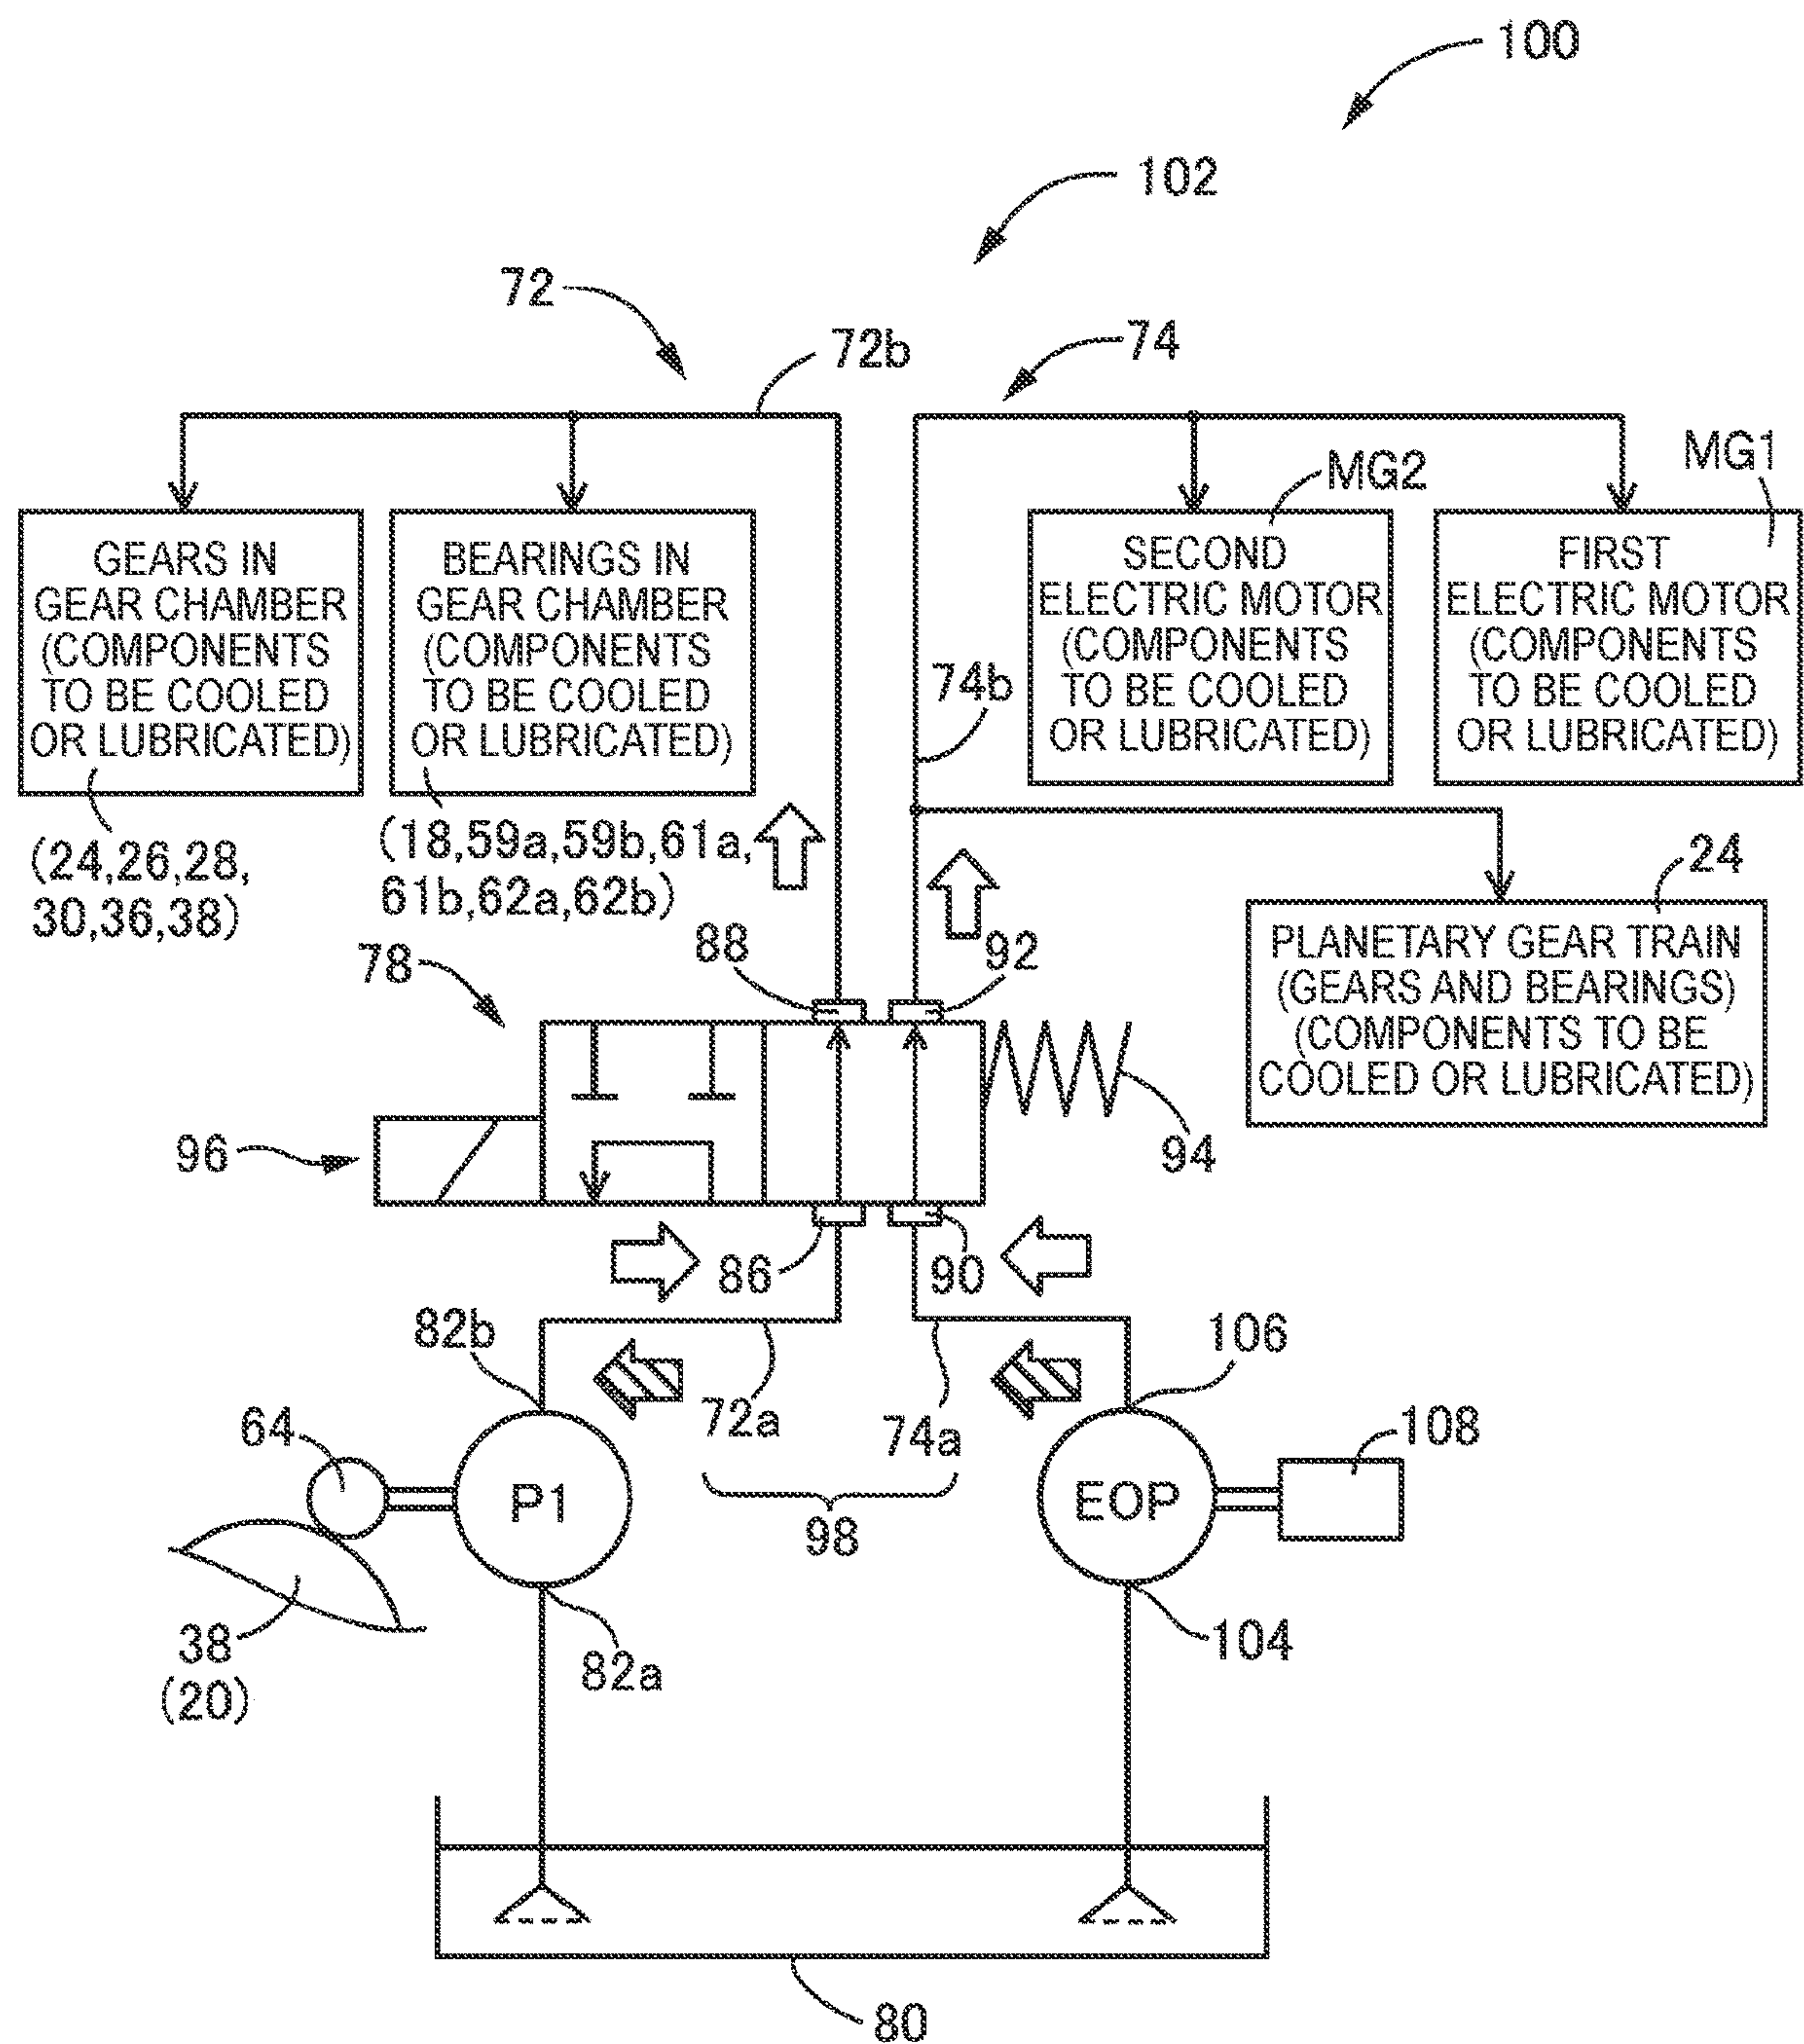 100
102
72
72b
74
MG2
MG1
GEARS IN
GEAR CHAMBER
(COMPONENTS
TO BE COOLED
OR LUBRICATED)
BEARINGS IN
GEAR CHAMBER
(COMPONENTS
TO BE COOLED
OR LUBRICATED)
74b
SECOND
ELECTRIC MOTOR
(COMPONENTS
TO BE COOLED
OR LUBRICATED)
FIRST
ELECTRIC MOTOR
(COMPONENTS
TO BE COOLED
OR LUBRICATED)
(24,26,28,
30,36,38)
(18,59a,59b,61a,
61b,62a,62b)
24
PLANETARY GEAR TRAIN
(GEARS AND BEARINGS)
(COMPONENTS TO BE
COOLED OR LUBRICATED)
78
88
92
96
94
86
90
82b
106
72a
74a
64
108
P1
EOP
98
38
(20)
82a
104
80